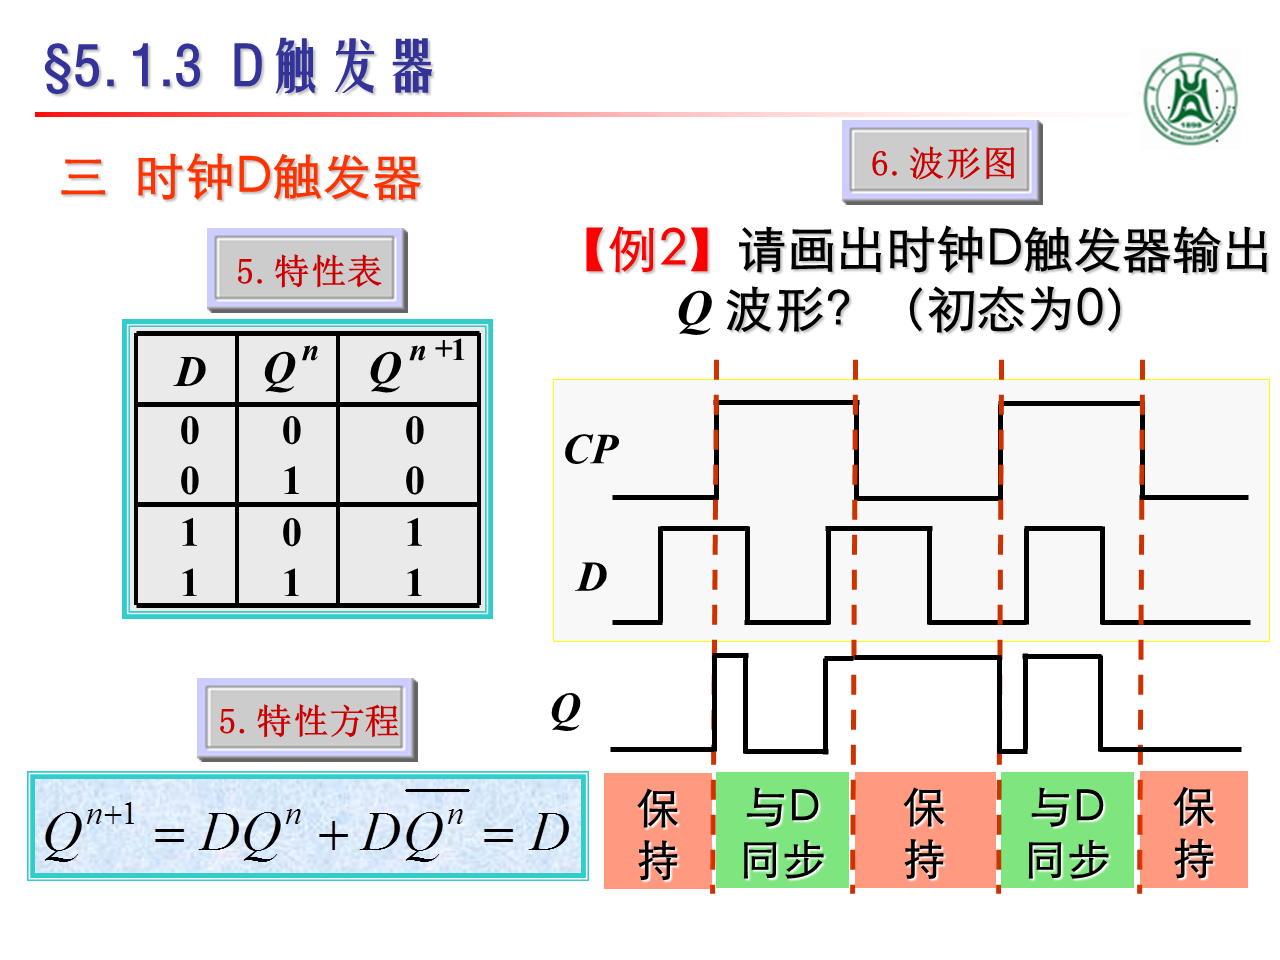 §5.1.3 D触发器
三 时钟D触发器
5.特性表
D Qⁿ Qⁿ⁺¹
0 0 0
0 1 0
1 0 1
1 1 1
5.特性方程
$Q^{n+1} = DQ^n + D\overline{Q^n} = D$
6.波形图
【例2】请画出时钟D触发器输出
Q 波形？（初态为0）
CP
D
Q
保持
与D同步
保持
与D同步
保持
1898